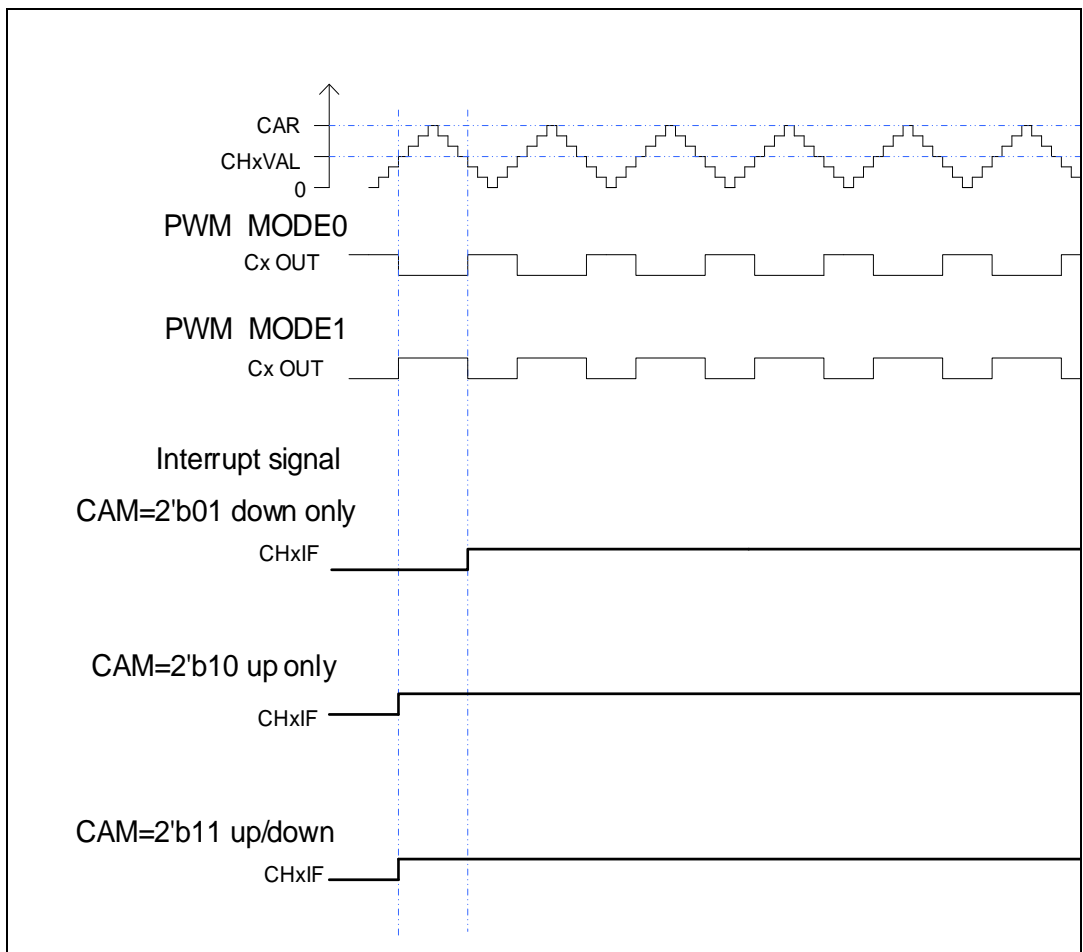 CAR
CHxVAL
0
PWM MODE0
Cx OUT
PWM MODE1
Cx OUT
Interrupt signal
CAM=2'b01 down only
CHxIF
CAM=2'b10 up only
CHxIF
CAM=2'b11 up/down
CHxIF